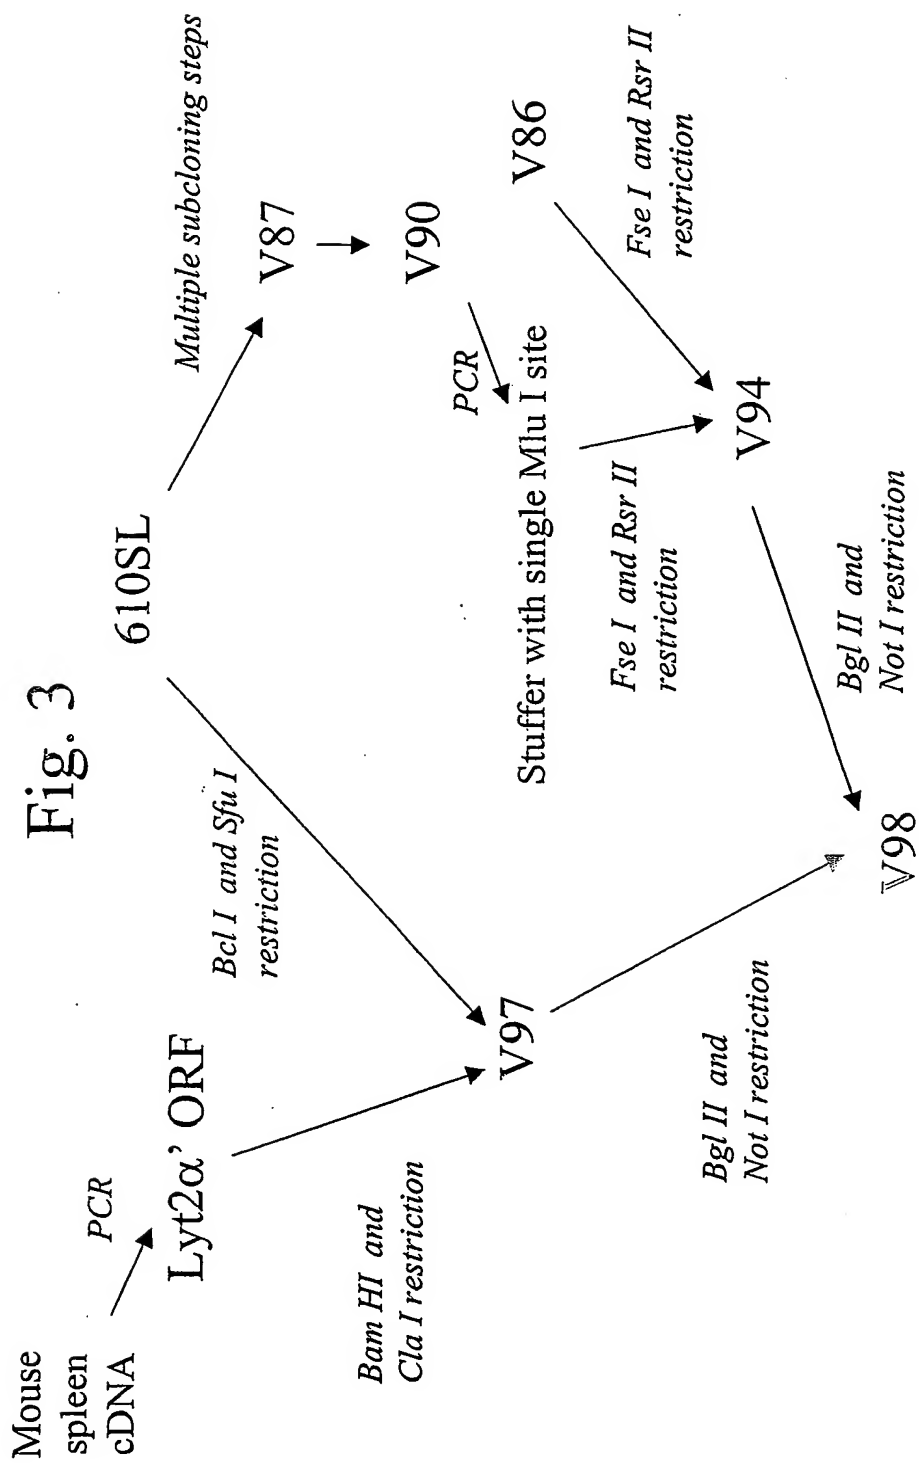 Fig. 3
Mouse
spleen
cDNA
PCR
Lyt2α’ ORF
610SL
Multiple subcloning steps
Bcl I and Sfu I
restriction
V87
Bam HI and
Cla I restriction
V90
PCR
V97
Stuffer with single Mlu I site
V86
Fse I and Rsr II
restriction
Fse I and Rsr II
restriction
V94
Bgl II and
Not I restriction
Bgl II and
Not I restriction
V98